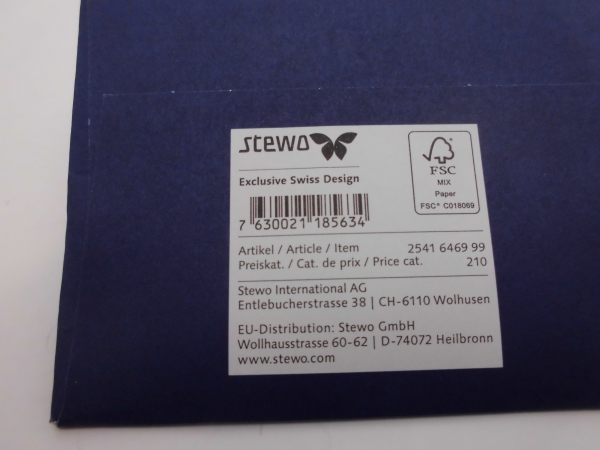 stewo
FSC
MIX
Paper
FSC® C018069
Exclusive Swiss Design
7 630021 185634
Artikel / Article / Item 2541 6469 99
Preiskat. / Cat. de prix / Price cat. 210
Stewo International AG
Entlebucherstrasse 38 | CH-6110 Wolhusen
EU-Distribution: Stewo GmbH
Wollhausstrasse 60-62 | D-74072 Heilbronn
www.stewo.com